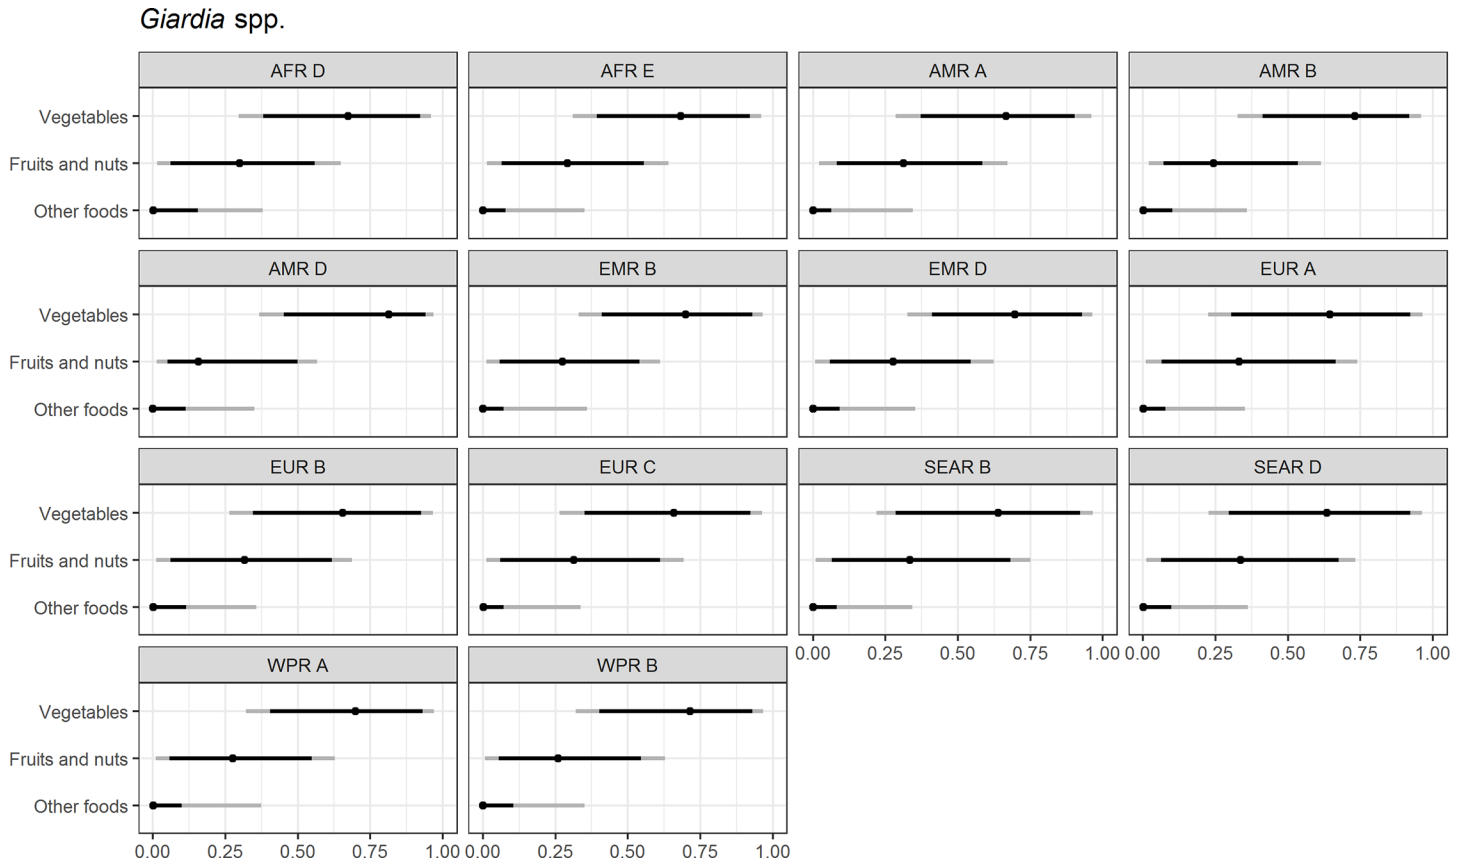 Giardia spp.
AFR D AFR E AMR A AMR B
Vegetables
Fruits and nuts
Other foods
AMR D EMR B EMR D EUR A
Vegetables
Fruits and nuts
Other foods
EUR B EUR C SEAR B SEAR D
Vegetables
Fruits and nuts
Other foods
0.00 0.25 0.50 0.75 1.00 0.00 0.25 0.50 0.75 1.00
WPR A WPR B
Vegetables
Fruits and nuts
Other foods
0.00 0.25 0.50 0.75 1.00 0.00 0.25 0.50 0.75 1.00